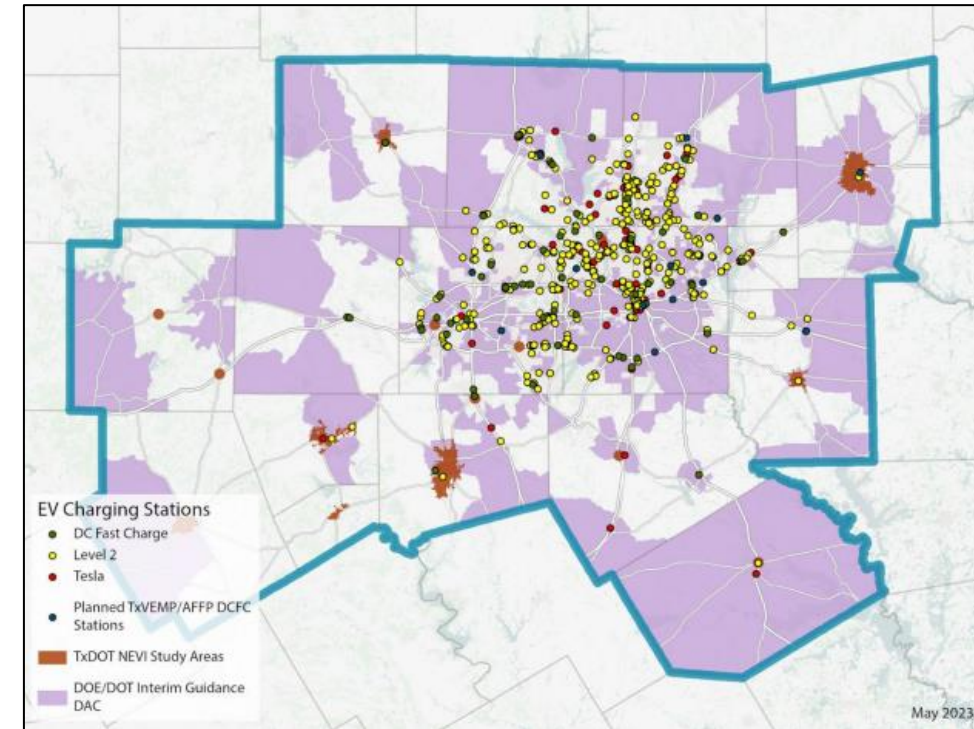 EV Charging Stations
DC Fast Charge
Level 2
Tesla
Planned TxVEMP/AFFP DCFC
Stations
TxDOT NEVI Study Areas
DOE/DOT Interim Guidance
DAC
May 2023